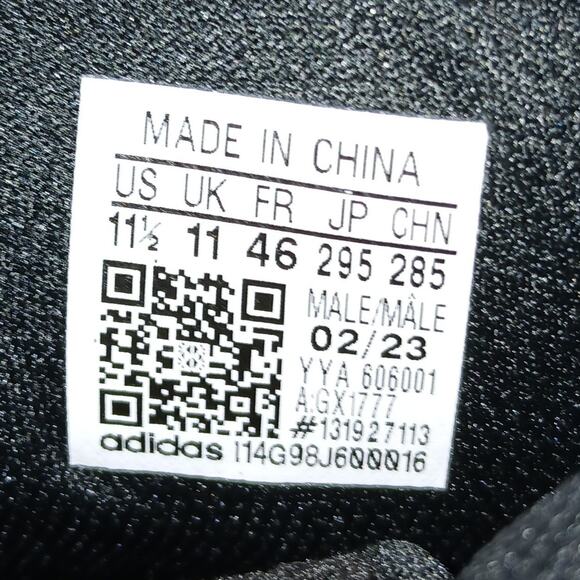 MADE IN CHINA
US UK FR JP CHN
11½ 11 46 295 285
MALE/MÂLE
02/23
YYA 606001
A:GX1777
#131927113
adidas I14G98J600016